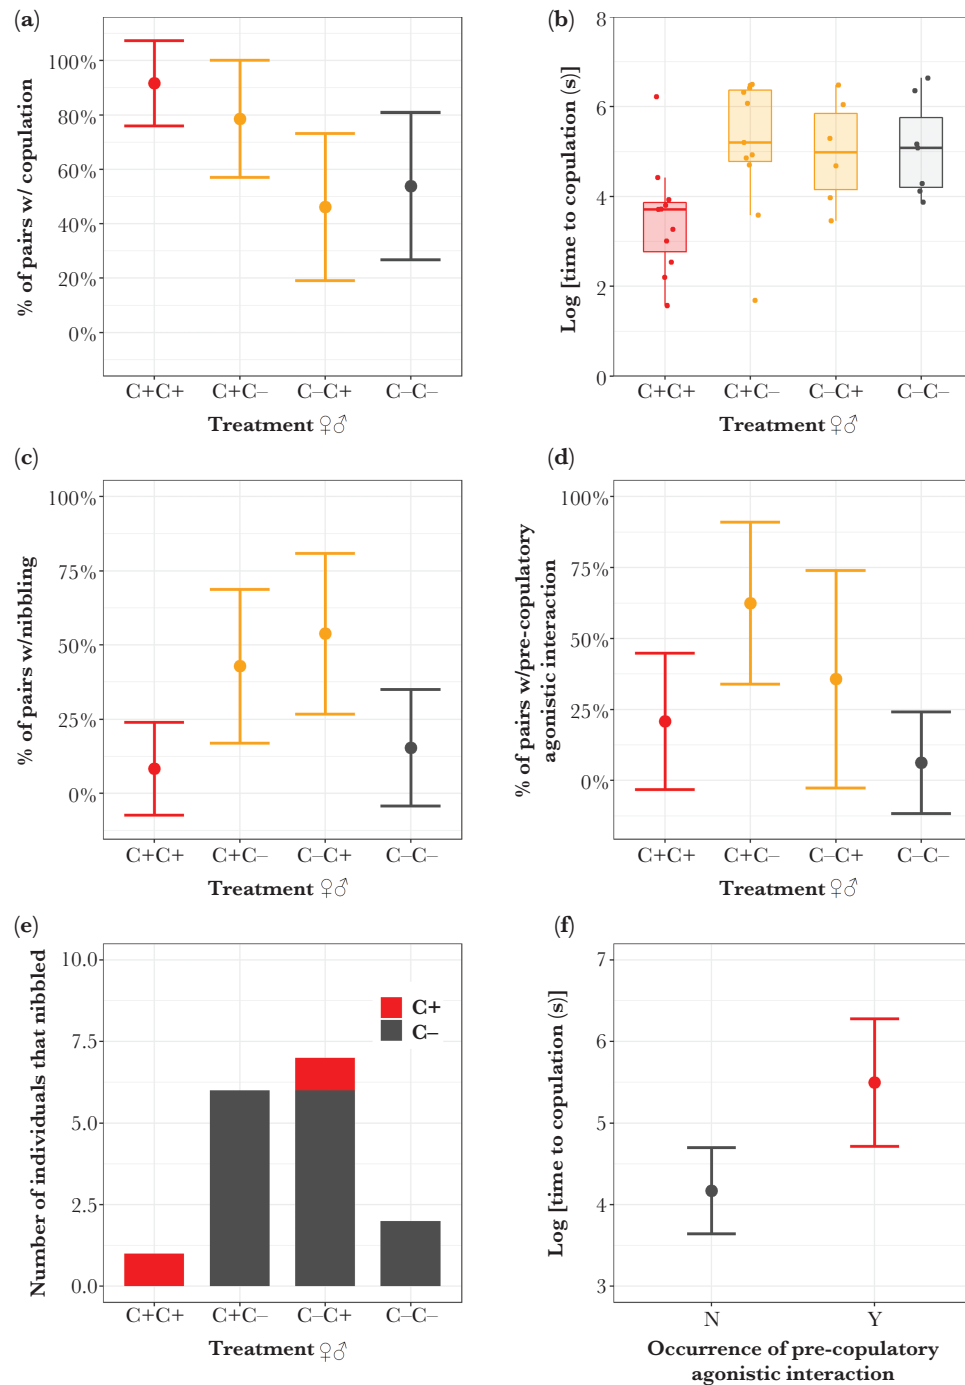 (a)
% of pairs w/ copulation
100%
80%
60%
40%
20%
0%
C+C+ C+C– C–C+ C–C–
Treatment ♀♂
(b)
Log [time to copulation (s)]
8
6
4
2
0
C+C+ C+C– C–C+ C–C–
Treatment ♀♂
(c)
% of pairs w/nibbling
100%
75%
50%
25%
0%
C+C+ C+C– C–C+ C–C–
Treatment ♀♂
(d)
% of pairs w/pre-copulatory
agonistic interaction
100%
75%
50%
25%
0%
C+C+ C+C– C–C+ C–C–
Treatment ♀♂
(e)
Number of individuals that nibbled
10.0
7.5
5.0
2.5
0.0
C+
C–
C+C+ C+C– C–C+ C–C–
Treatment ♀♂
(f)
Log [time to copulation (s)]
7
6
5
4
3
N Y
Occurrence of pre-copulatory
agonistic interaction